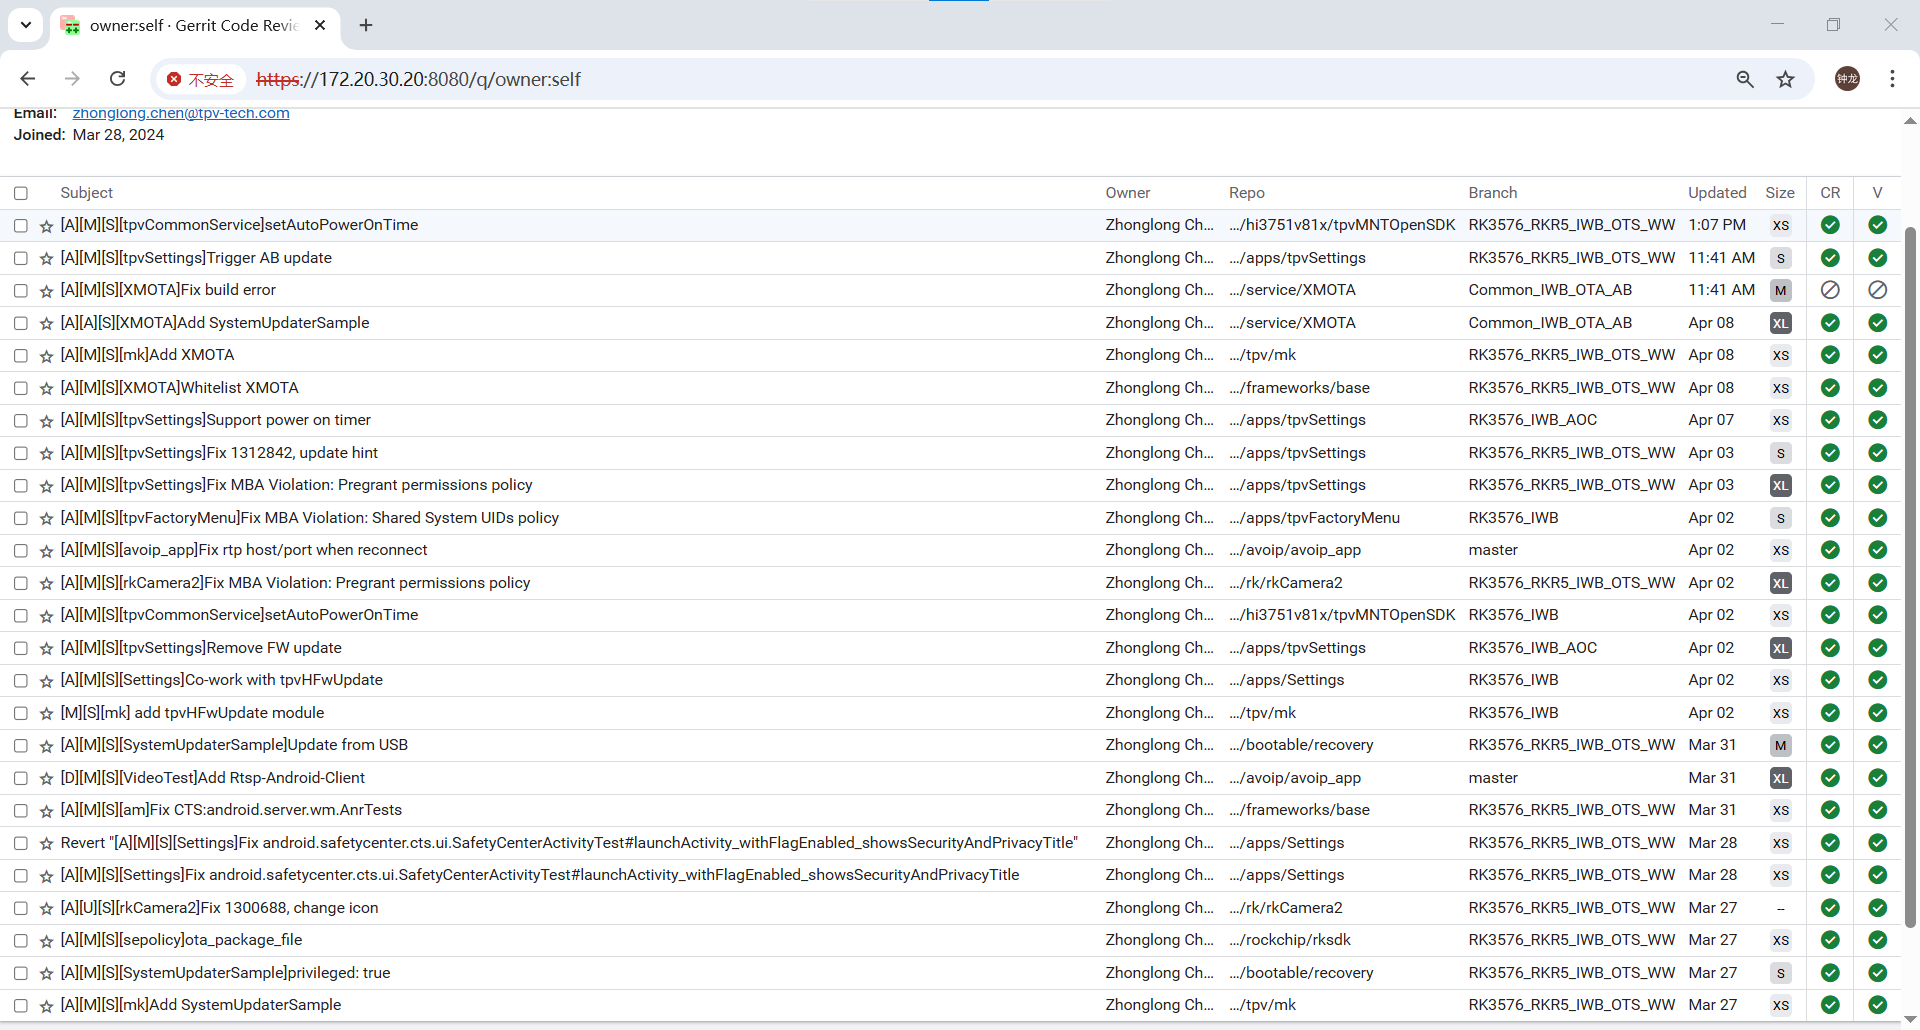 owner:self · Gerrit Code Revie
不安全 https://172.20.30.20:8080/q/owner:self 钟龙
Email: zhonglong.chen@tpv-tech.com
Joined: Mar 28, 2024
Subject Owner Repo Branch Updated Size CR V
[A][M][S][tpvCommonService]setAutoPowerOnTime Zhonglong Ch... .../hi3751v81x/tpvMNTOpenSDK RK3576_RKR5_IWB_OTS_WW 1:07 PM XS
[A][M][S][tpvSettings]Trigger AB update Zhonglong Ch... .../apps/tpvSettings RK3576_RKR5_IWB_OTS_WW 11:41 AM S
[A][M][S][XMOTA]Fix build error Zhonglong Ch... .../service/XMOTA Common_IWB_OTA_AB 11:41 AM M
[A][A][S][XMOTA]Add SystemUpdaterSample Zhonglong Ch... .../service/XMOTA Common_IWB_OTA_AB Apr 08 XL
[A][M][S][mk]Add XMOTA Zhonglong Ch... .../tpv/mk RK3576_RKR5_IWB_OTS_WW Apr 08 XS
[A][M][S][XMOTA]Whitelist XMOTA Zhonglong Ch... .../frameworks/base RK3576_RKR5_IWB_OTS_WW Apr 08 XS
[A][M][S][tpvSettings]Support power on timer Zhonglong Ch... .../apps/tpvSettings RK3576_IWB_AOC Apr 07 XS
[A][M][S][tpvSettings]Fix 1312842, update hint Zhonglong Ch... .../apps/tpvSettings RK3576_RKR5_IWB_OTS_WW Apr 03 S
[A][M][S][tpvSettings]Fix MBA Violation: Pregrant permissions policy Zhonglong Ch... .../apps/tpvSettings RK3576_RKR5_IWB_OTS_WW Apr 03 XL
[A][M][S][tpvFactoryMenu]Fix MBA Violation: Shared System UIDs policy Zhonglong Ch... .../apps/tpvFactoryMenu RK3576_IWB Apr 02 S
[A][M][S][avoip_app]Fix rtp host/port when reconnect Zhonglong Ch... .../avoip/avoip_app master Apr 02 XS
[A][M][S][rkCamera2]Fix MBA Violation: Pregrant permissions policy Zhonglong Ch... .../rk/rkCamera2 RK3576_RKR5_IWB_OTS_WW Apr 02 XL
[A][M][S][tpvCommonService]setAutoPowerOnTime Zhonglong Ch... .../hi3751v81x/tpvMNTOpenSDK RK3576_IWB Apr 02 XS
[A][M][S][tpvSettings]Remove FW update Zhonglong Ch... .../apps/tpvSettings RK3576_IWB_AOC Apr 02 XL
[A][M][S][Settings]Co-work with tpvHFwUpdate Zhonglong Ch... .../apps/Settings RK3576_IWB Apr 02 XS
[M][S][mk] add tpvHFwUpdate module Zhonglong Ch... .../tpv/mk RK3576_IWB Apr 02 XS
[A][M][S][SystemUpdaterSample]Update from USB Zhonglong Ch... .../bootable/recovery RK3576_RKR5_IWB_OTS_WW Mar 31 M
[D][M][S][VideoTest]Add Rtsp-Android-Client Zhonglong Ch... .../avoip/avoip_app master Mar 31 XL
[A][M][S][am]Fix CTS:android.server.wm.AnrTests Zhonglong Ch... .../frameworks/base RK3576_RKR5_IWB_OTS_WW Mar 31 XS
Revert "[A][M][S][Settings]Fix android.safetycenter.cts.ui.SafetyCenterActivityTest#launchActivity_withFlagEnabled_showsSecurityAndPrivacyTitle" Zhonglong Ch... .../apps/Settings RK3576_RKR5_IWB_OTS_WW Mar 28 XS
[A][M][S][Settings]Fix android.safetycenter.cts.ui.SafetyCenterActivityTest#launchActivity_withFlagEnabled_showsSecurityAndPrivacyTitle Zhonglong Ch... .../apps/Settings RK3576_RKR5_IWB_OTS_WW Mar 28 XS
[A][U][S][rkCamera2]Fix 1300688, change icon Zhonglong Ch... .../rk/rkCamera2 RK3576_RKR5_IWB_OTS_WW Mar 27 --
[A][M][S][sepolicy]ota_package_file Zhonglong Ch... .../rockchip/rksdk RK3576_RKR5_IWB_OTS_WW Mar 27 XS
[A][M][S][SystemUpdaterSample]privileged: true Zhonglong Ch... .../bootable/recovery RK3576_RKR5_IWB_OTS_WW Mar 27 S
[A][M][S][mk]Add SystemUpdaterSample Zhonglong Ch... .../tpv/mk RK3576_RKR5_IWB_OTS_WW Mar 27 XS